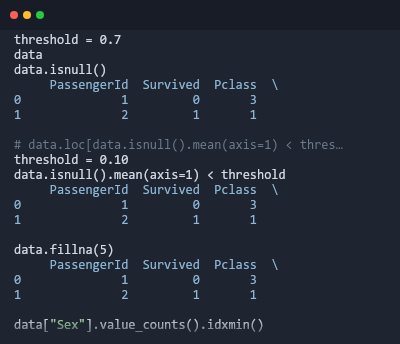 threshold = 0.7
data
data.isnull()
     PassengerId  Survived  Pclass  \
0              1         0       3
1              2         1       1
# data.loc[data.isnull().mean(axis=1) < thres…
threshold = 0.10
data.isnull().mean(axis=1) < threshold
     PassengerId  Survived  Pclass  \
0              1         0       3
1              2         1       1
data.fillna(5)
     PassengerId  Survived  Pclass  \
0              1         0       3
1              2         1       1
data["Sex"].value_counts().idxmin()